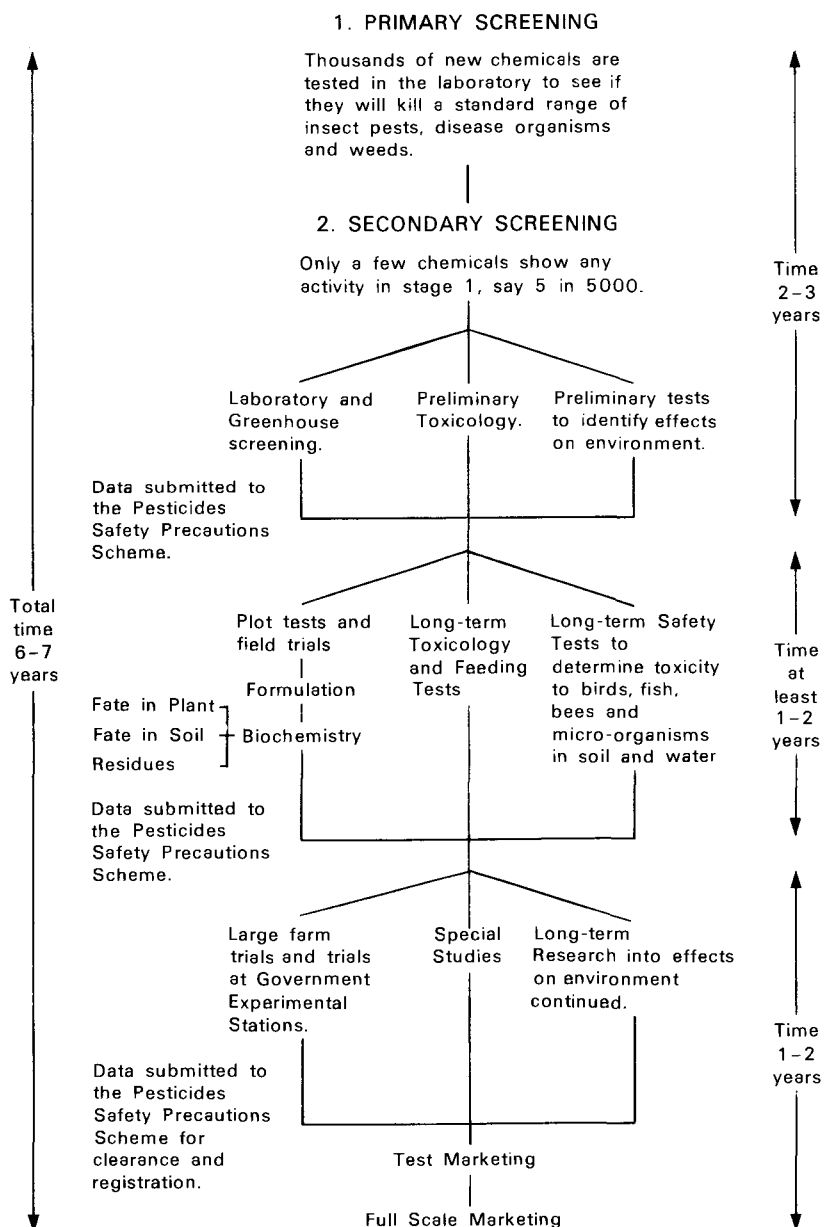 1. PRIMARY SCREENING
Thousands of new chemicals are
tested in the laboratory to see if
they will kill a standard range of
insect pests, disease organisms
and weeds.
2. SECONDARY SCREENING
Only a few chemicals show any
activity in stage 1, say 5 in 5000.
Time
2–3
years
Laboratory and
Greenhouse
screening.
Preliminary
Toxicology.
Preliminary tests
to identify effects
on environment.
Data submitted to
the Pesticides
Safety Precautions
Scheme.
Total
time
6–7
years
Plot tests and
field trials
Formulation
Fate in Plant
Fate in Soil
Residues
Biochemistry
Long-term
Toxicology
and Feeding
Tests
Long-term Safety
Tests to
determine toxicity
to birds, fish,
bees and
micro-organisms
in soil and water
Time
at
least
1–2
years
Data submitted to
the Pesticides
Safety Precautions
Scheme.
Large farm
trials and trials
at Government
Experimental
Stations.
Special
Studies
Long-term
Research into effects
on environment
continued.
Time
1–2
years
Data submitted to
the Pesticides
Safety Precautions
Scheme for
clearance and
registration.
Test Marketing
Full Scale Marketing